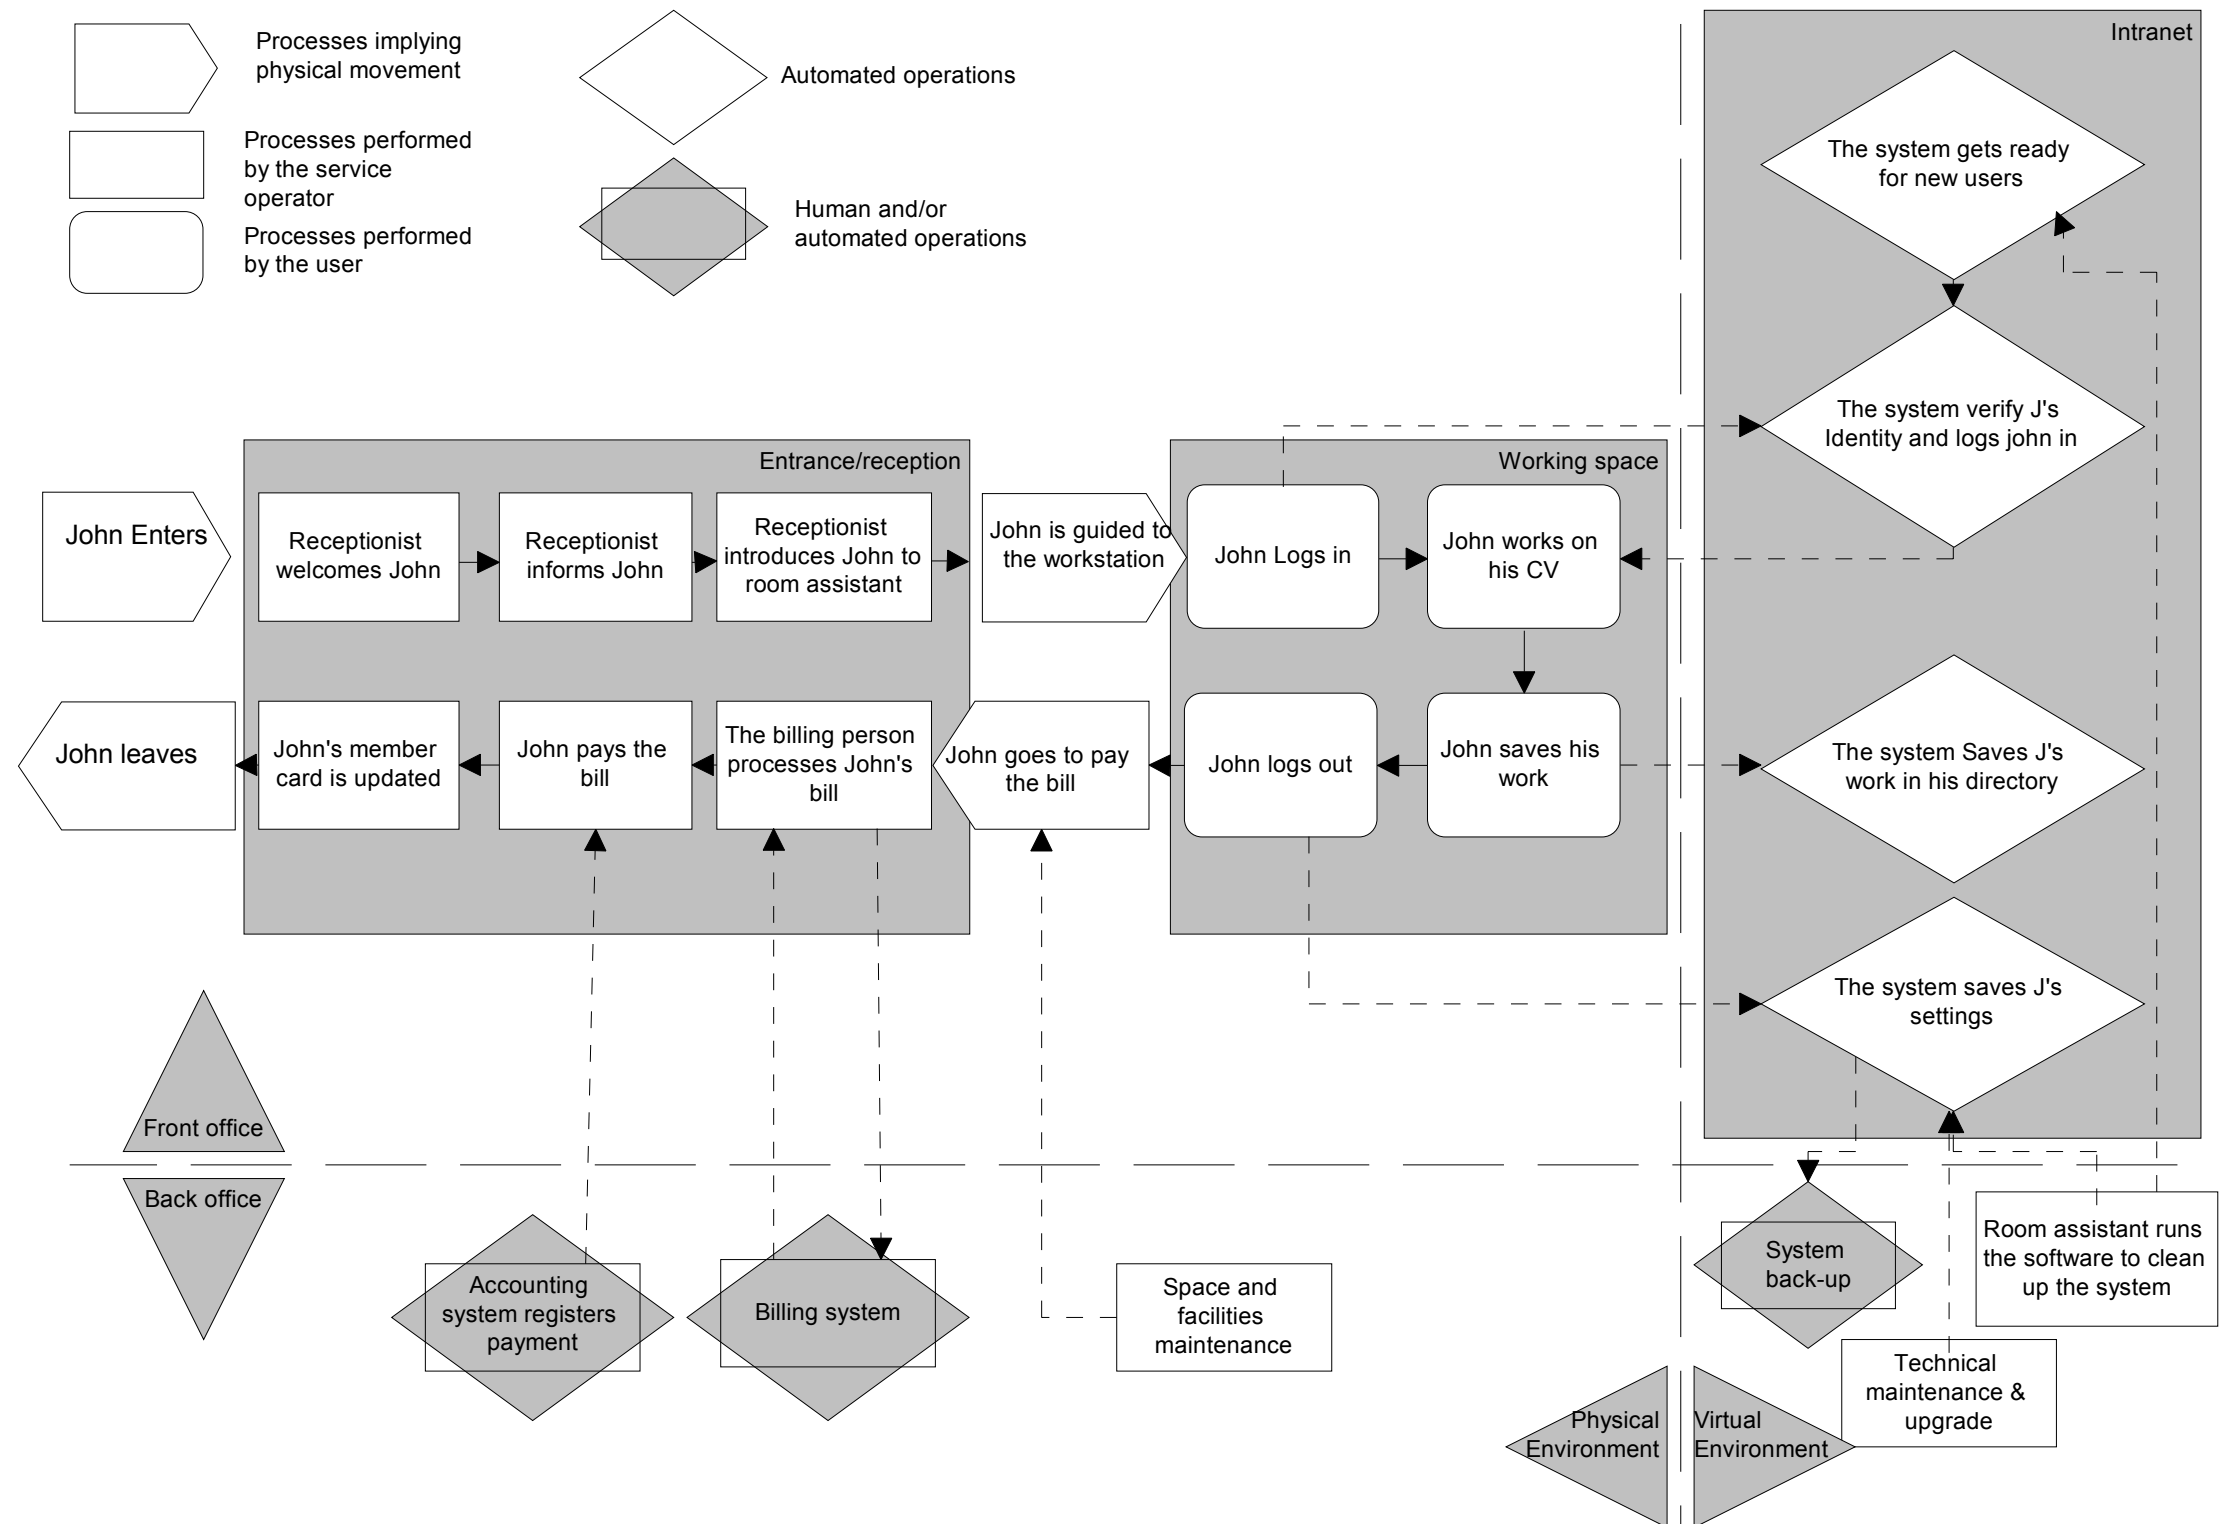 Processes implying
physical movement
Processes performed
by the service
operator
Processes performed
by the user
Automated operations
Human and/or
automated operations
Intranet
The system gets ready
for new users
The system verify J's
Identity and logs john in
Entrance/reception
Working space
John Enters
Receptionist
welcomes John
Receptionist
informs John
Receptionist
introduces John to
room assistant
John is guided to
the workstation
John Logs in
John works on
his CV
John leaves
John's member
card is updated
John pays the
bill
The billing person
processes John's
bill
John goes to pay
the bill
John logs out
John saves his
work
The system Saves J's
work in his directory
The system saves J's
settings
Front office
Back office
Accounting
system registers
payment
Billing system
Space and
facilities
maintenance
System
back-up
Room assistant runs
the software to clean
up the system
Technical
maintenance &
upgrade
Physical
Environment
Virtual
Environment